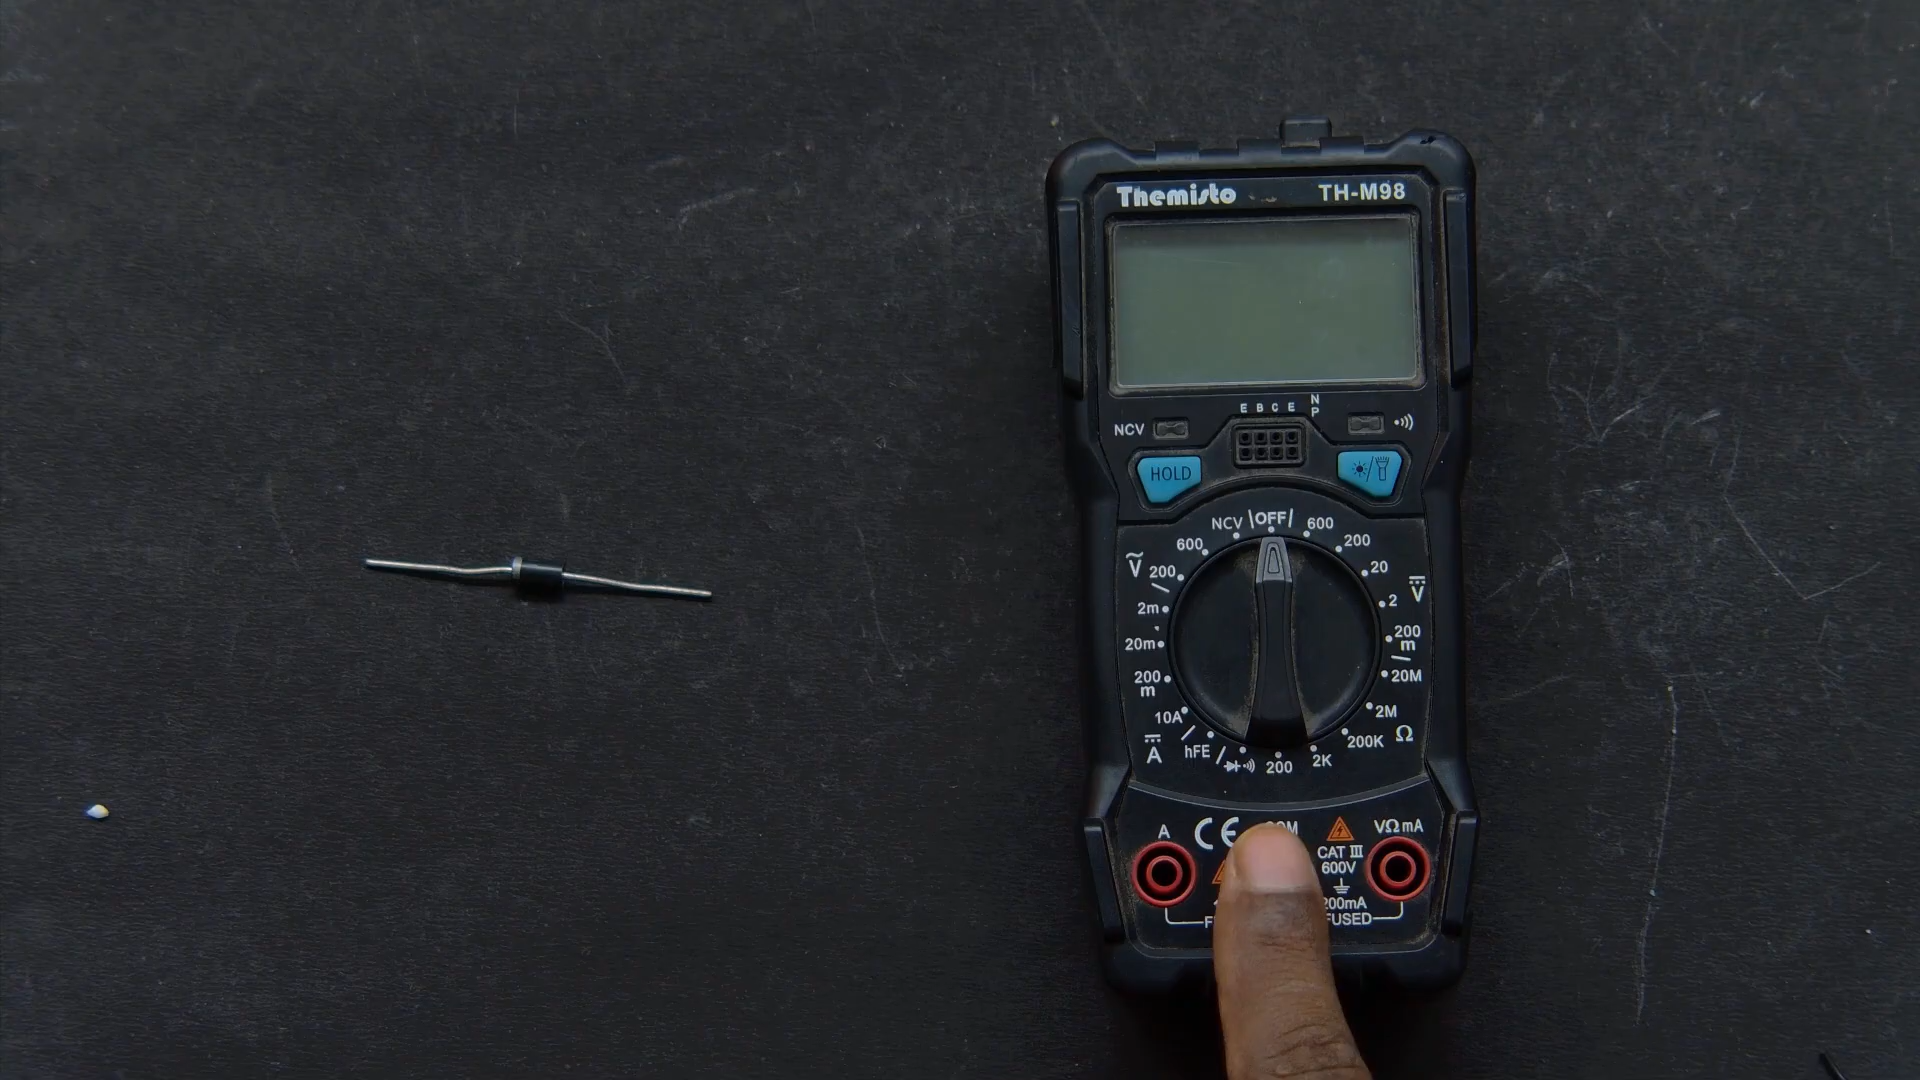 Themisto TH-M98
E B C E N
P
NCV
HOLD
NCV OFF 600
600 200
V 200 20 V
2m 2
20m 200
m
200
m 20M
10A 2M
A hFE 200K Ω
200 2K
A CE VΩmA
CAT III
600V
200mA
FUSED